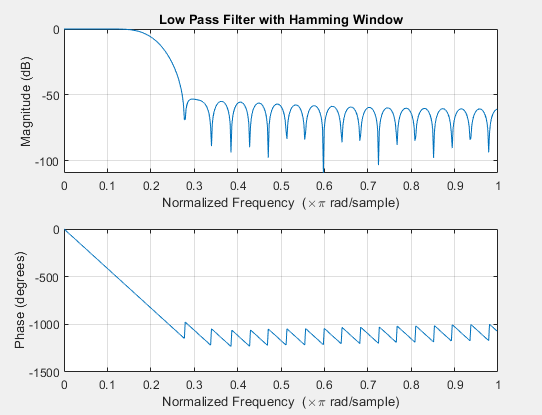 Low Pass Filter with Hamming Window
0
-50
-100
Magnitude (dB)
0 0.1 0.2 0.3 0.4 0.5 0.6 0.7 0.8 0.9 1
Normalized Frequency (×π rad/sample)
0
-500
-1000
-1500
Phase (degrees)
0 0.1 0.2 0.3 0.4 0.5 0.6 0.7 0.8 0.9 1
Normalized Frequency (×π rad/sample)